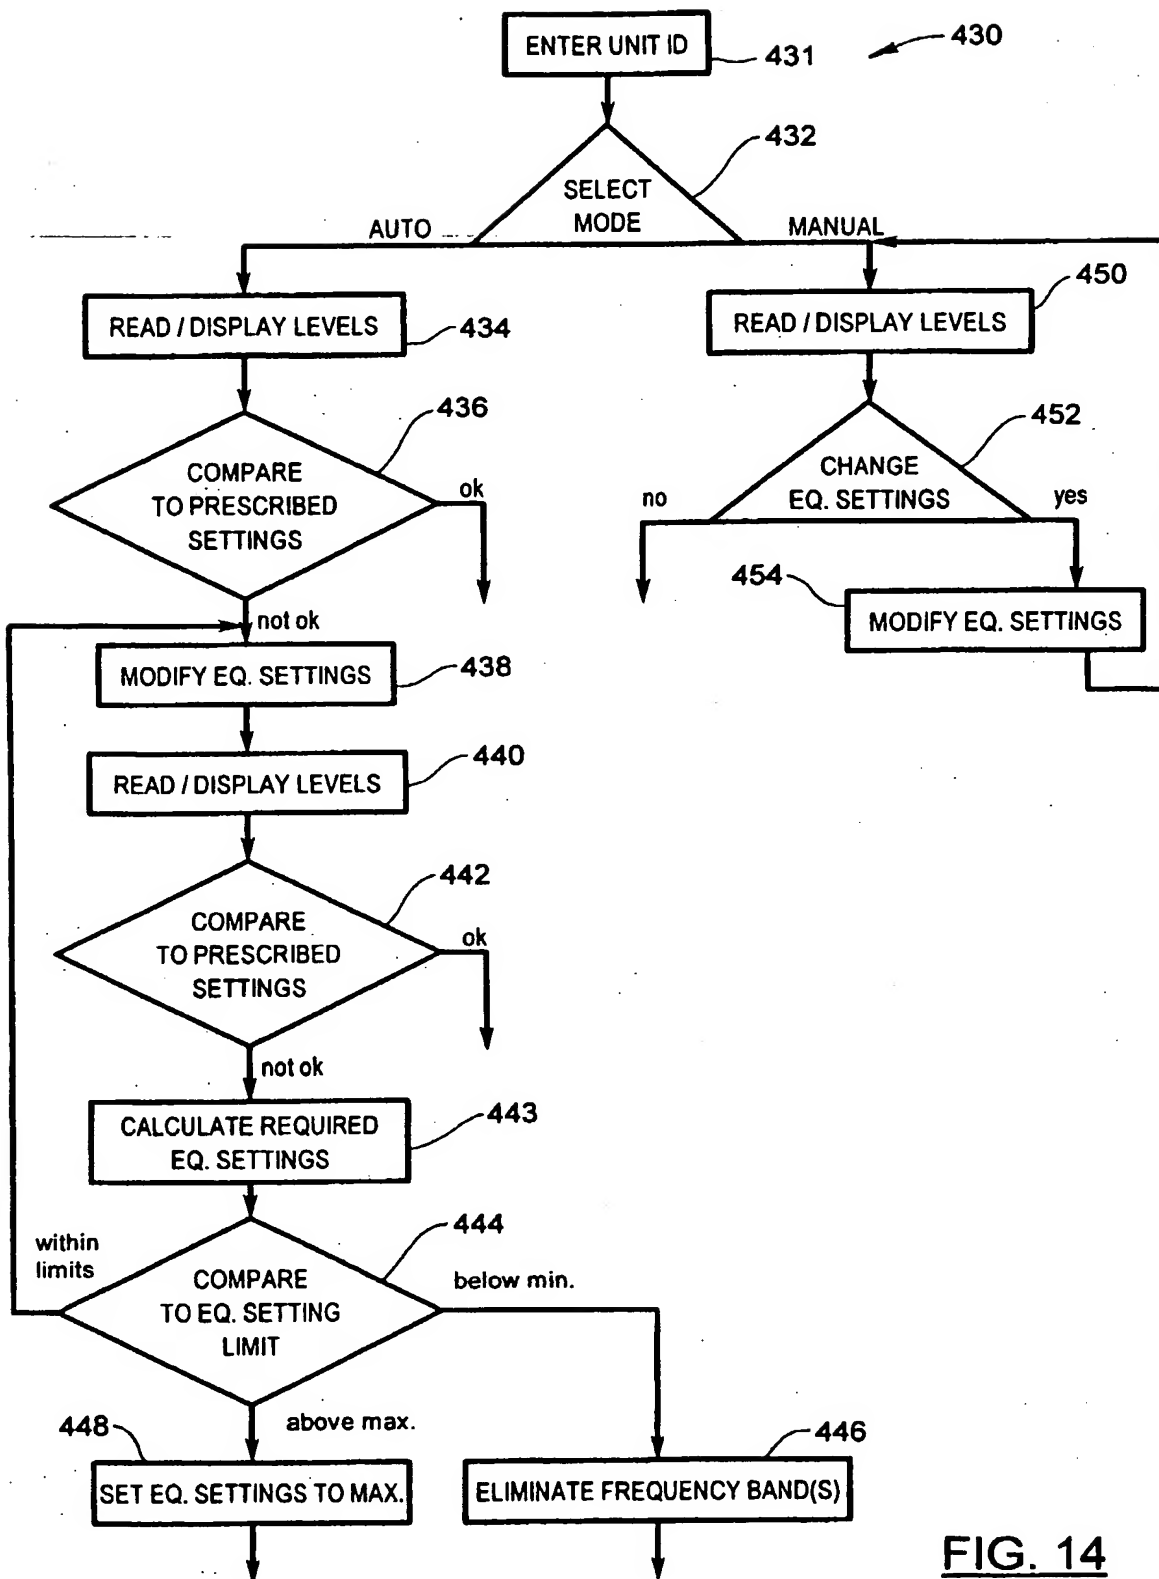 ENTER UNIT ID
431
430
432
SELECT
MODE
AUTO
MANUAL
READ / DISPLAY LEVELS
434
READ / DISPLAY LEVELS
450
436
COMPARE
TO PRESCRIBED
SETTINGS
ok
452
CHANGE
EQ. SETTINGS
no
yes
454
MODIFY EQ. SETTINGS
not ok
MODIFY EQ. SETTINGS
438
READ / DISPLAY LEVELS
440
442
COMPARE
TO PRESCRIBED
SETTINGS
ok
not ok
CALCULATE REQUIRED
EQ. SETTINGS
443
444
within
limits
COMPARE
TO EQ. SETTING
LIMIT
below min.
above max.
448
SET EQ. SETTINGS TO MAX.
446
ELIMINATE FREQUENCY BAND(S)
FIG. 14